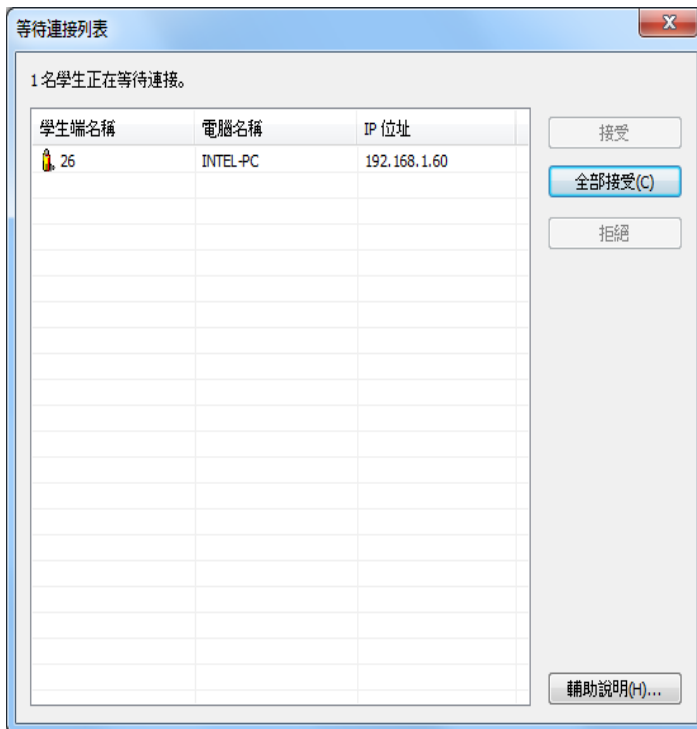 等待連接列表
X
1名學生正在等待連接。
學生端名稱 電腦名稱 IP 位址
26 INTEL-PC 192.168.1.60
接受
全部接受(C)
拒絕
輔助說明(H)...